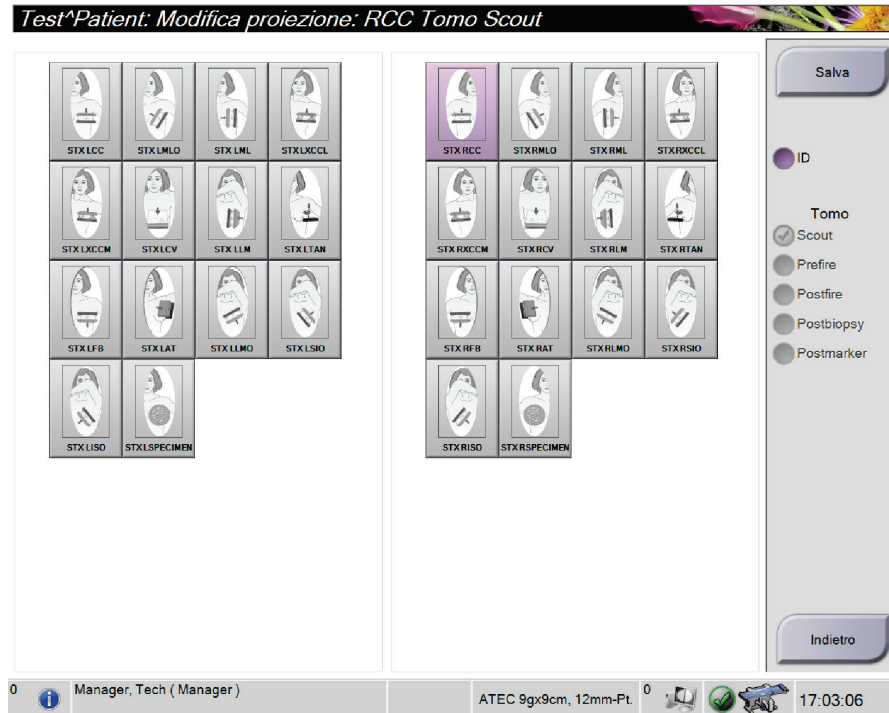 Test^Patient: Modifica proiezione: RCC Tomo Scout
STX LCC STX LMLO STX LML STX LXCCL
STX LXCCM STX LCV STX LLM STX LTAN
STX LFB STX LAT STX LLMO STX LSIO
STX LISO STX LSPECIMEN
STX RCC STX RMLO STX RML STX RXCCL
STX RXCCM STX RCV STX RLM STX RTAN
STX RFB STX RAT STX RLMO STX RSIO
STX RISO STX RSPECIMEN
Salva
ID
Tomo
Scout
Prefire
Postfire
Postbiopsy
Postmarker
Indietro
0 Manager, Tech ( Manager ) ATEC 9gx9cm, 12mm-Pt. 0 17:03:06